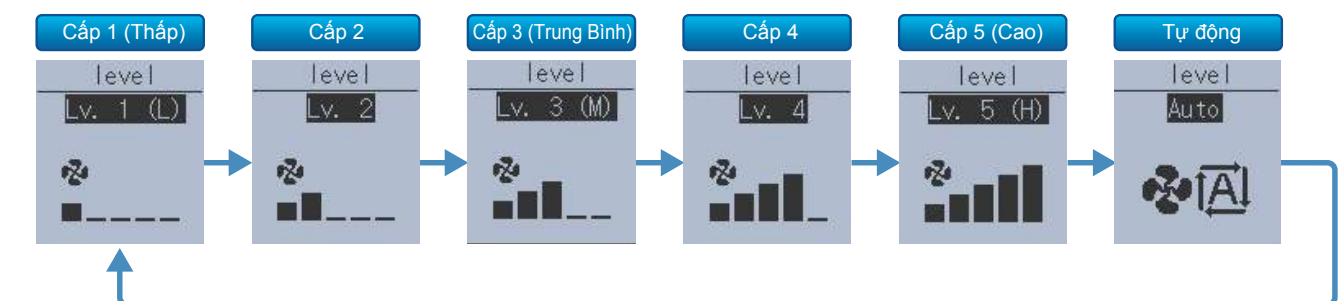 Cấp 1 (Thấp)
Cấp 2
Cấp 3 (Trung Bình)
Cấp 4
Cấp 5 (Cao)
Tự động
level
level
level
level
level
level
Lv. 1 (L)
Lv. 2
Lv. 3 (M)
Lv. 4
Lv. 5 (H)
Auto
A